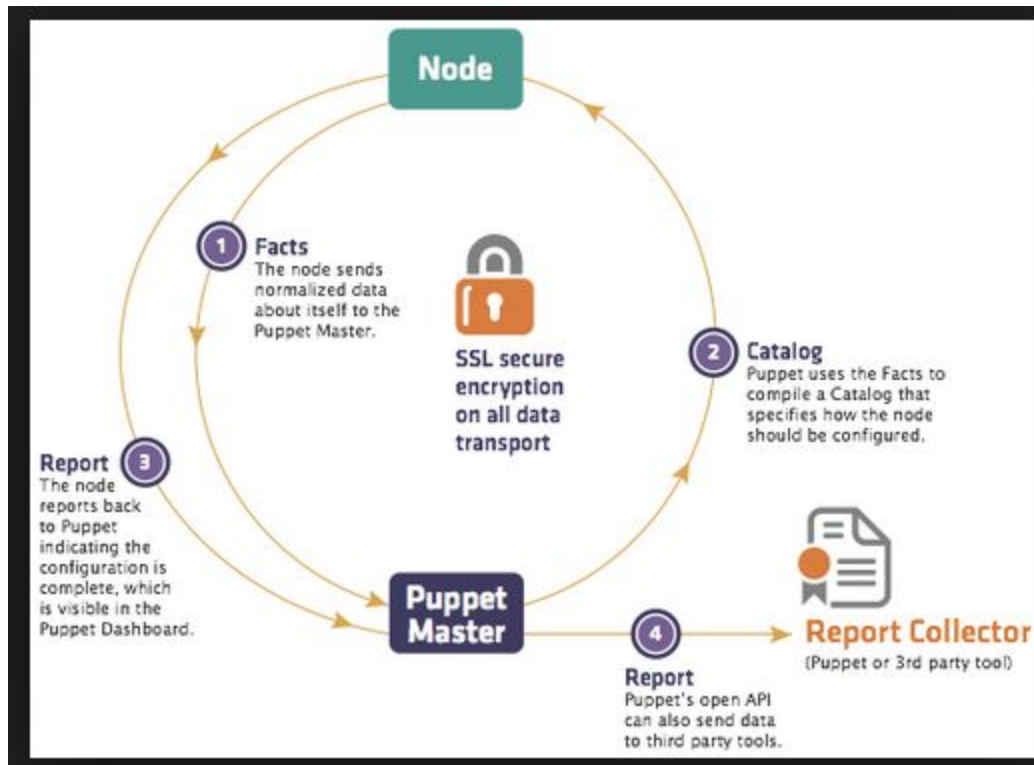 Node
1
Facts
The node sends
normalized data
about itself to the
Puppet Master.
SSL secure
encryption
on all data
transport
2
Catalog
Puppet uses the Facts to
compile a Catalog that
specifies how the node
should be configured.
Report
3
The node
reports back
to Puppet
indicating the
configuration is
complete, which
is visible in the
Puppet Dashboard.
Puppet
Master
4
Report
Puppet's open API
can also send data
to third party tools.
Report Collector
(Puppet or 3rd party tool)